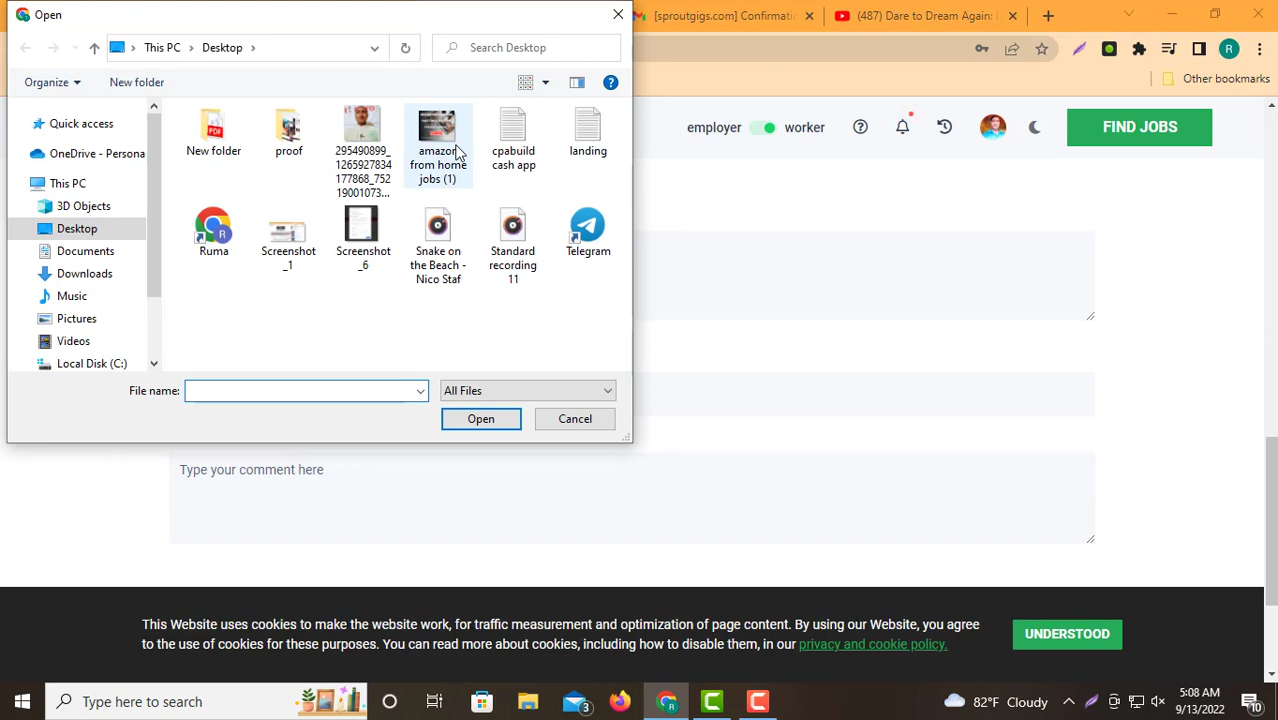 Open
[sproutgigs.com] Confirmatio
(487) Dare to Dream Again:
This PC
Desktop
Search Desktop
Organize
New folder
Other bookmarks
Quick access
OneDrive - Persona
This PC
3D Objects
Desktop
Documents
Downloads
Music
Pictures
Videos
Local Disk (C:)
New folder
proof
295490899_
1265927834
177868_752
19001073...
amazon
from home
jobs (1)
cpabuild
cash app
landing
Ruma
Screenshot
_1
Screenshot
_6
Snake on
the Beach -
Nico Staf
Standard
recording
11
Telegram
PDF
R
File name:
All Files
Open
Cancel
employer
worker
FIND JOBS
Type your comment here
This Website uses cookies to make the website work, for traffic measurement and optimization of page content. By using our Website, you agree
to the use of cookies for these purposes. You can read more about cookies, including how to disable them, in our privacy and cookie policy.
UNDERSTOOD
Type here to search
3
R
82°F Cloudy
5:08 AM
9/13/2022
10